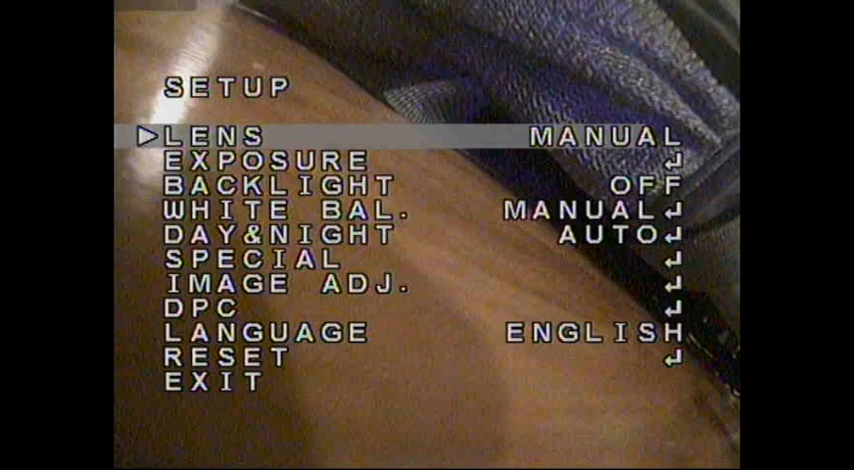 SETUP
▶LENS MANUAL
EXPOSURE ↵
BACKLIGHT OFF
WHITE BAL. MANUAL↵
DAY&NIGHT AUTO↵
SPECIAL ↵
IMAGE ADJ. ↵
DPC ↵
LANGUAGE ENGLISH
RESET ↵
EXIT